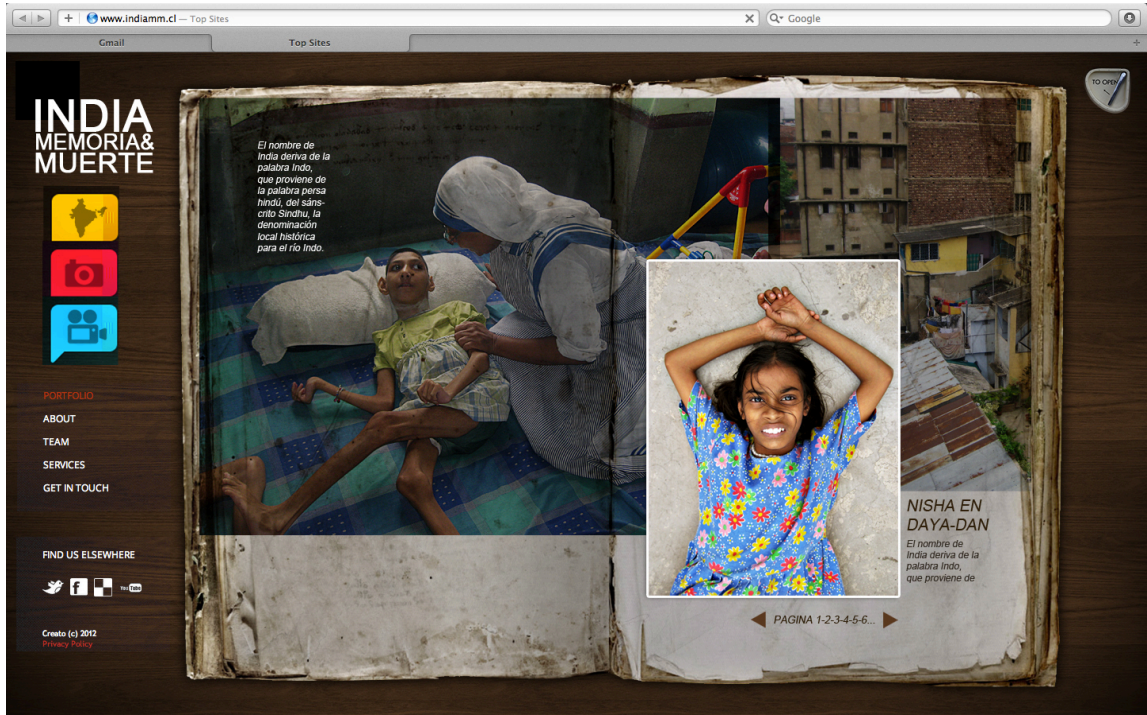 www.indiamm.cl — Top Sites
Google
Gmail
Top Sites
TO OPEN
INDIA
MEMORIA&
MUERTE
PORTFOLIO
ABOUT
TEAM
SERVICES
GET IN TOUCH
FIND US ELSEWHERE
You Tube
Creato (c) 2012
Privacy Policy
El nombre de
India deriva de la
palabra Indo,
que proviene de
la palabra persa
hindú, del sáns-
crito Sindhu, la
denominación
local histórica
para el río Indo.
NISHA EN
DAYA-DAN
El nombre de
India deriva de la
palabra Indo,
que proviene de
PAGINA 1-2-3-4-5-6...